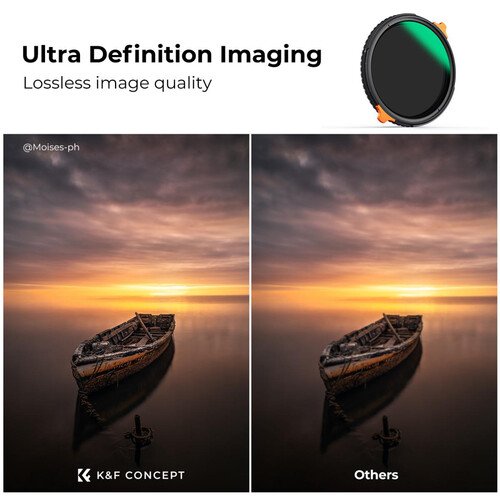 Ultra Definition Imaging
Lossless image quality
@Moises-ph
K&F CONCEPT
Others